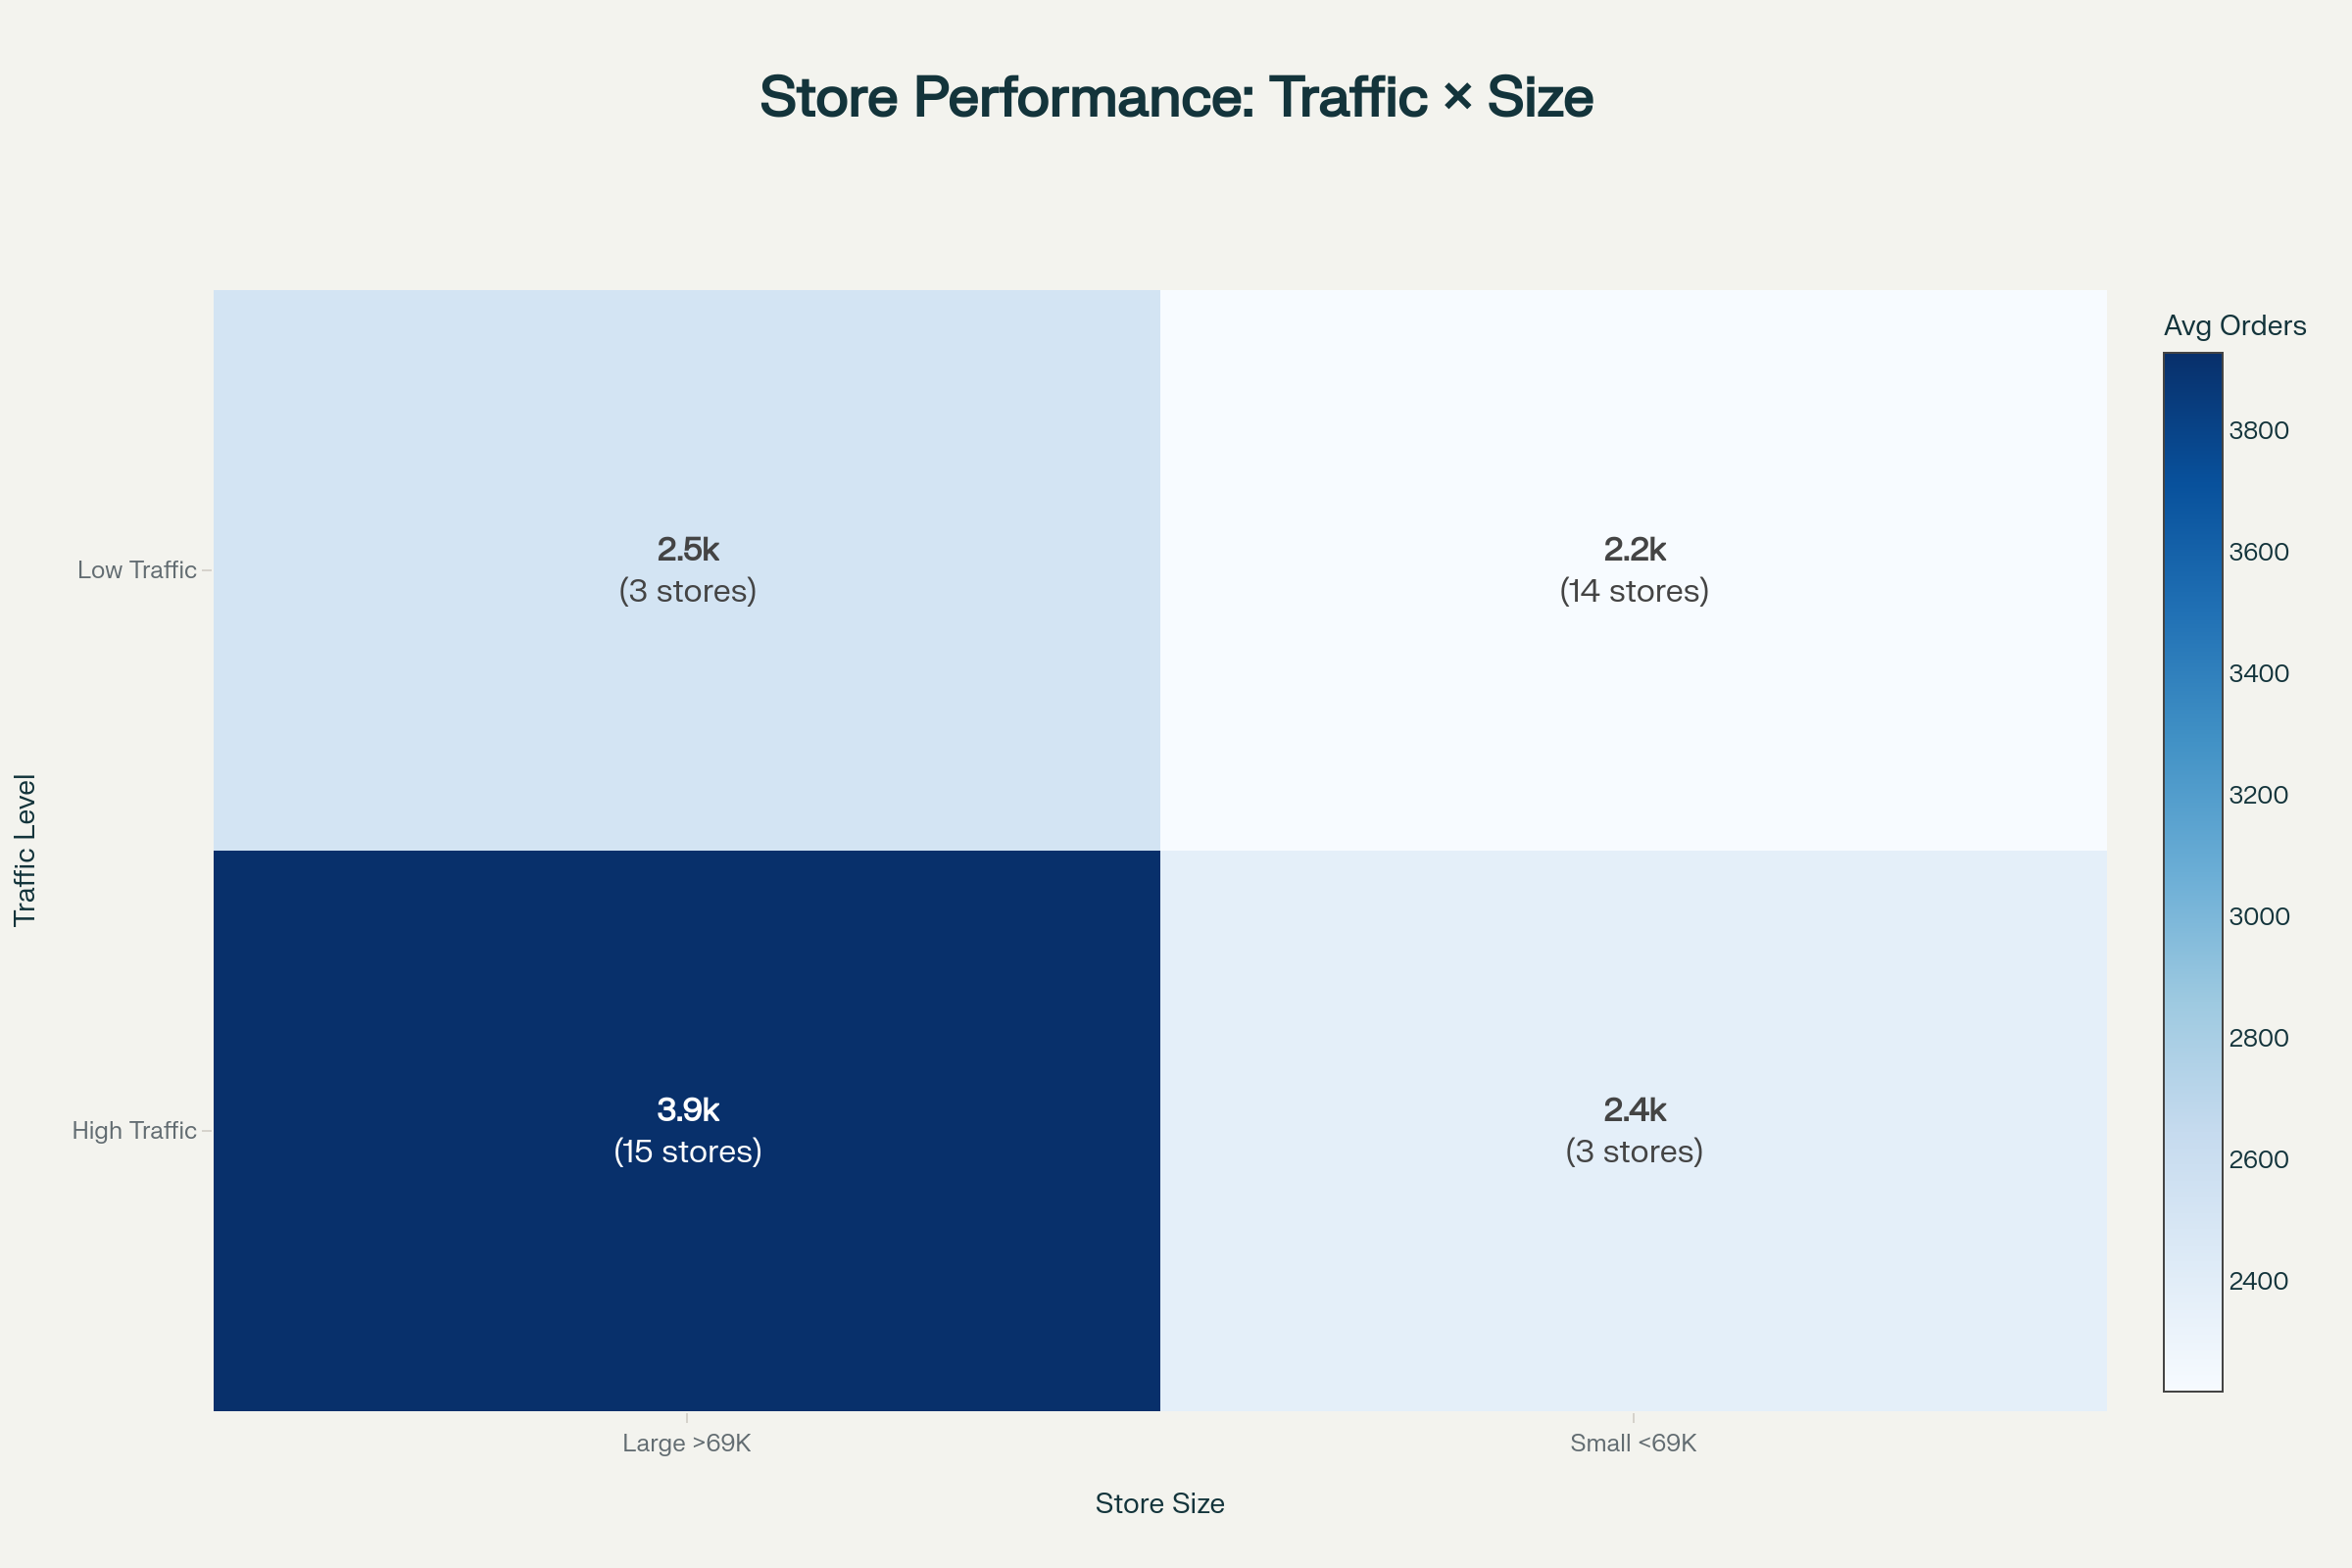 Store Performance: Traffic × Size
Avg Orders
3800
3600
3400
3200
3000
2800
2600
2400
Traffic Level
Low Traffic
2.5k
(3 stores)
2.2k
(14 stores)
High Traffic
3.9k
(15 stores)
2.4k
(3 stores)
Large >69K
Small <69K
Store Size